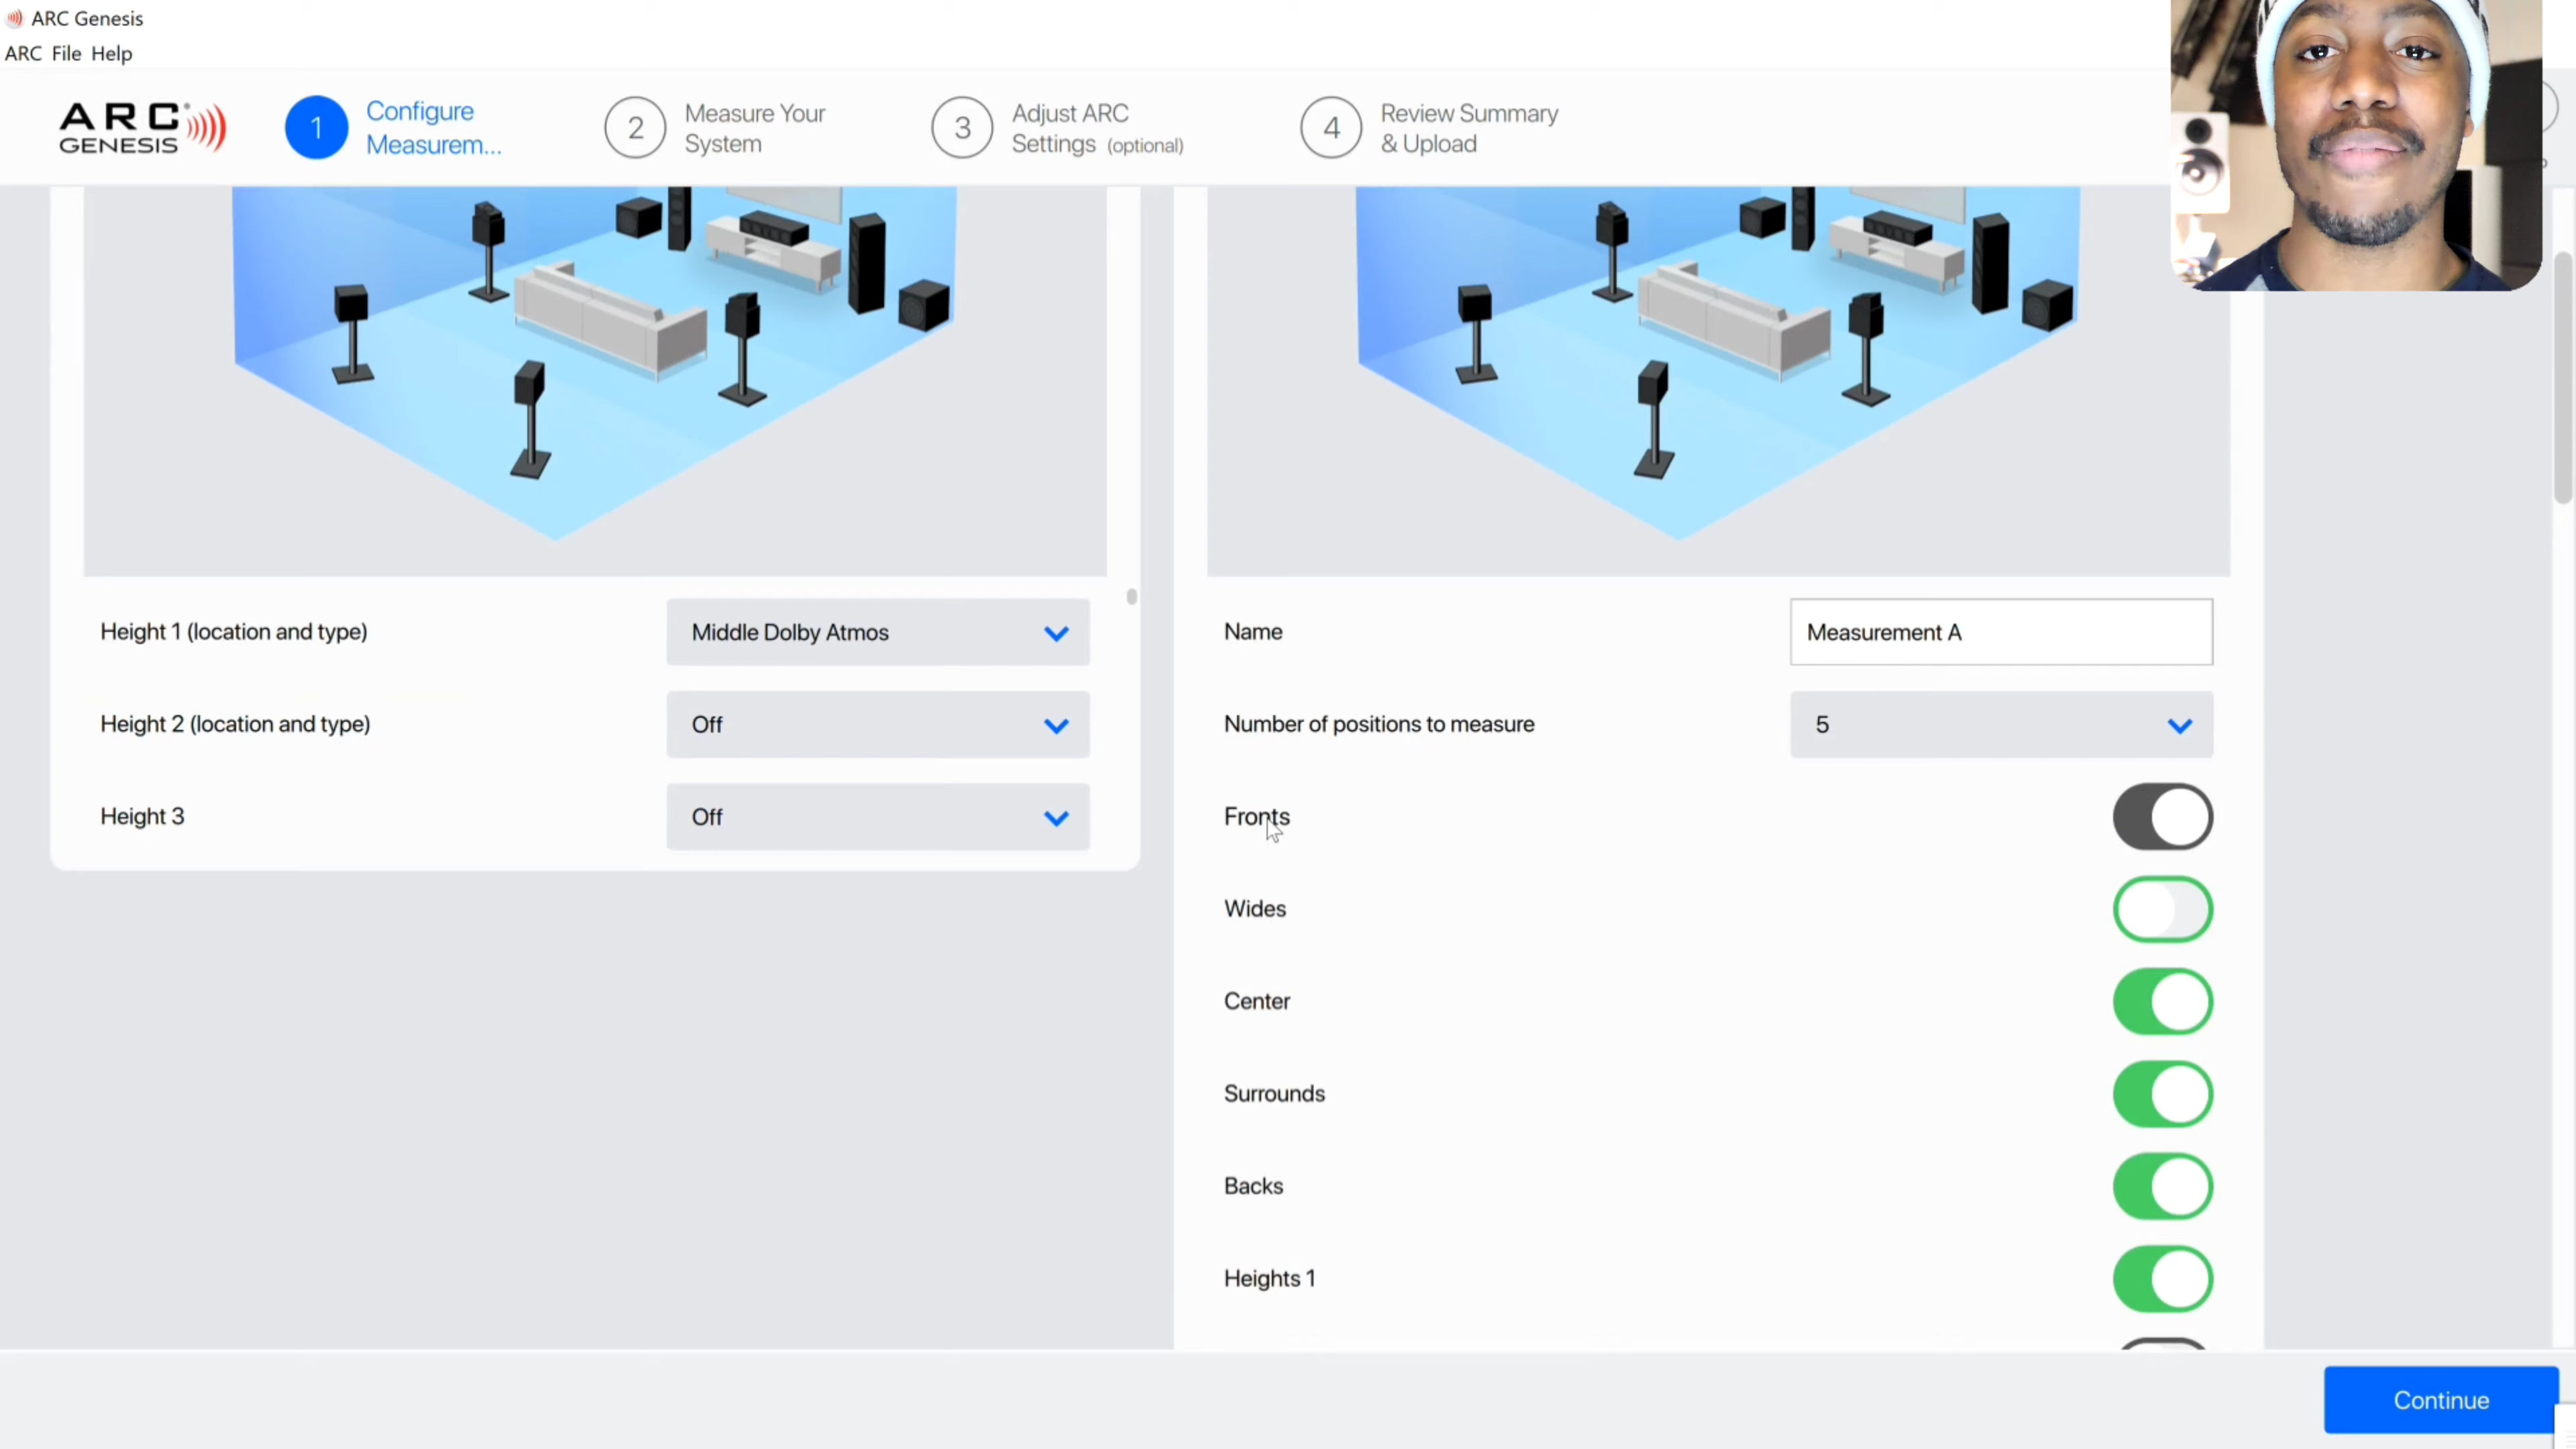 ARC Genesis
ARC File Help
ARC GENESIS
1 Configure Measurem...
2 Measure Your System
3 Adjust ARC Settings (optional)
4 Review Summary & Upload
Height 1 (location and type) Middle Dolby Atmos
Height 2 (location and type) Off
Height 3 Off
Name Measurement A
Number of positions to measure 5
Fronts
Wides
Center
Surrounds
Backs
Heights 1
Continue